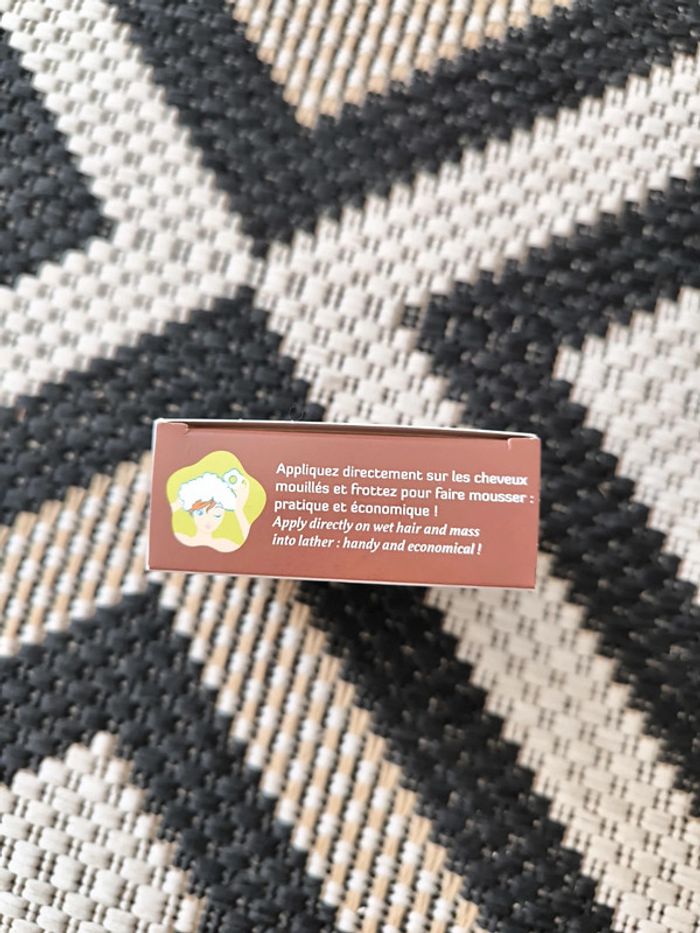 Appliquez directement sur les cheveux
mouillés et frottez pour faire mousser :
pratique et économique !
Apply directly on wet hair and mass
into lather : handy and economical !